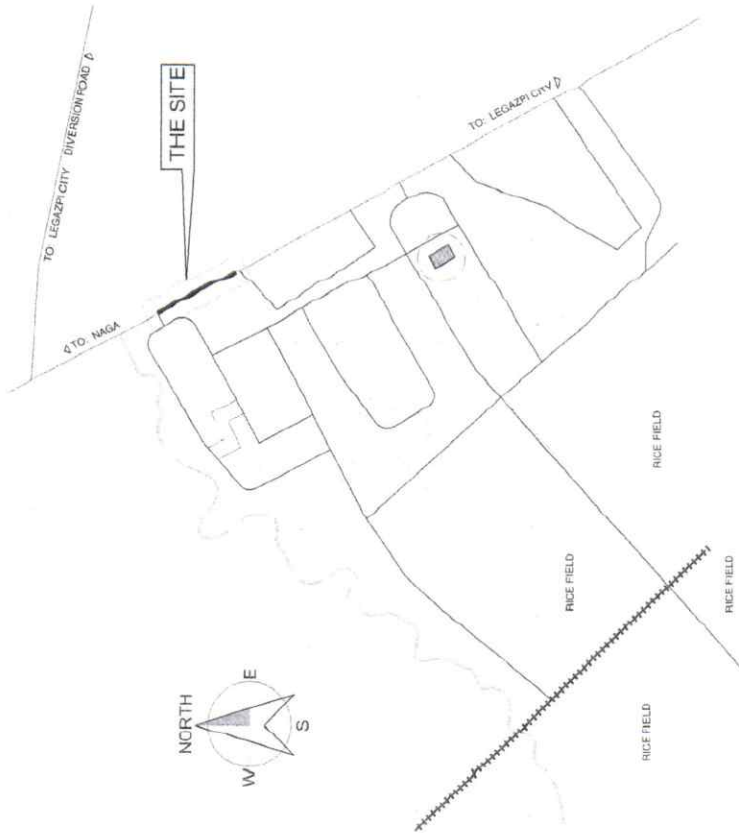 TO: LEGAZPI CITY DIVERSION ROAD
THE SITE
TO: NAGA
TO: LEGAZPI CITY
RICE FIELD
RICE FIELD
RICE FIELD
RICE FIELD
NORTH
W
E
S